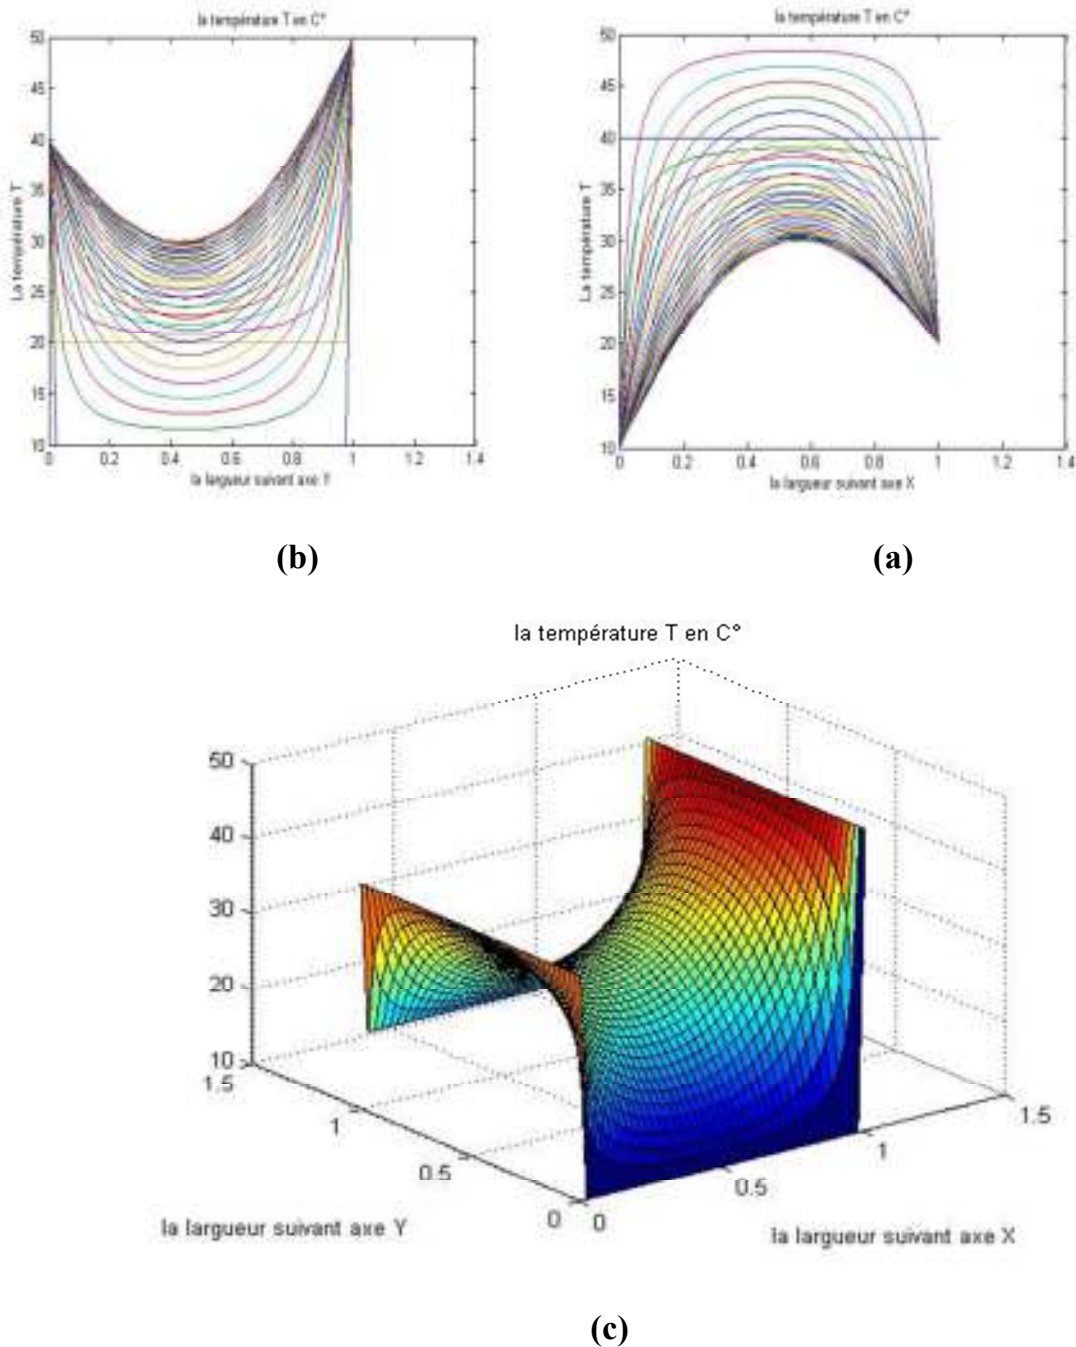 la température T en C°
50
45
40
35
30
25
20
15
10
La température T
0 0.2 0.4 0.6 0.8 1 1.2 1.4
la largueur suivant axe Y
(b)
la température T en C°
50
45
40
35
30
25
20
15
10
La température T
0 0.2 0.4 0.6 0.8 1 1.2 1.4
la largueur suivant axe X
(a)
la température T en C°
50
40
30
20
10
1.5
1
0.5
0
0
0.5
1
1.5
la largueur suivant axe Y
la largueur suivant axe X
(c)